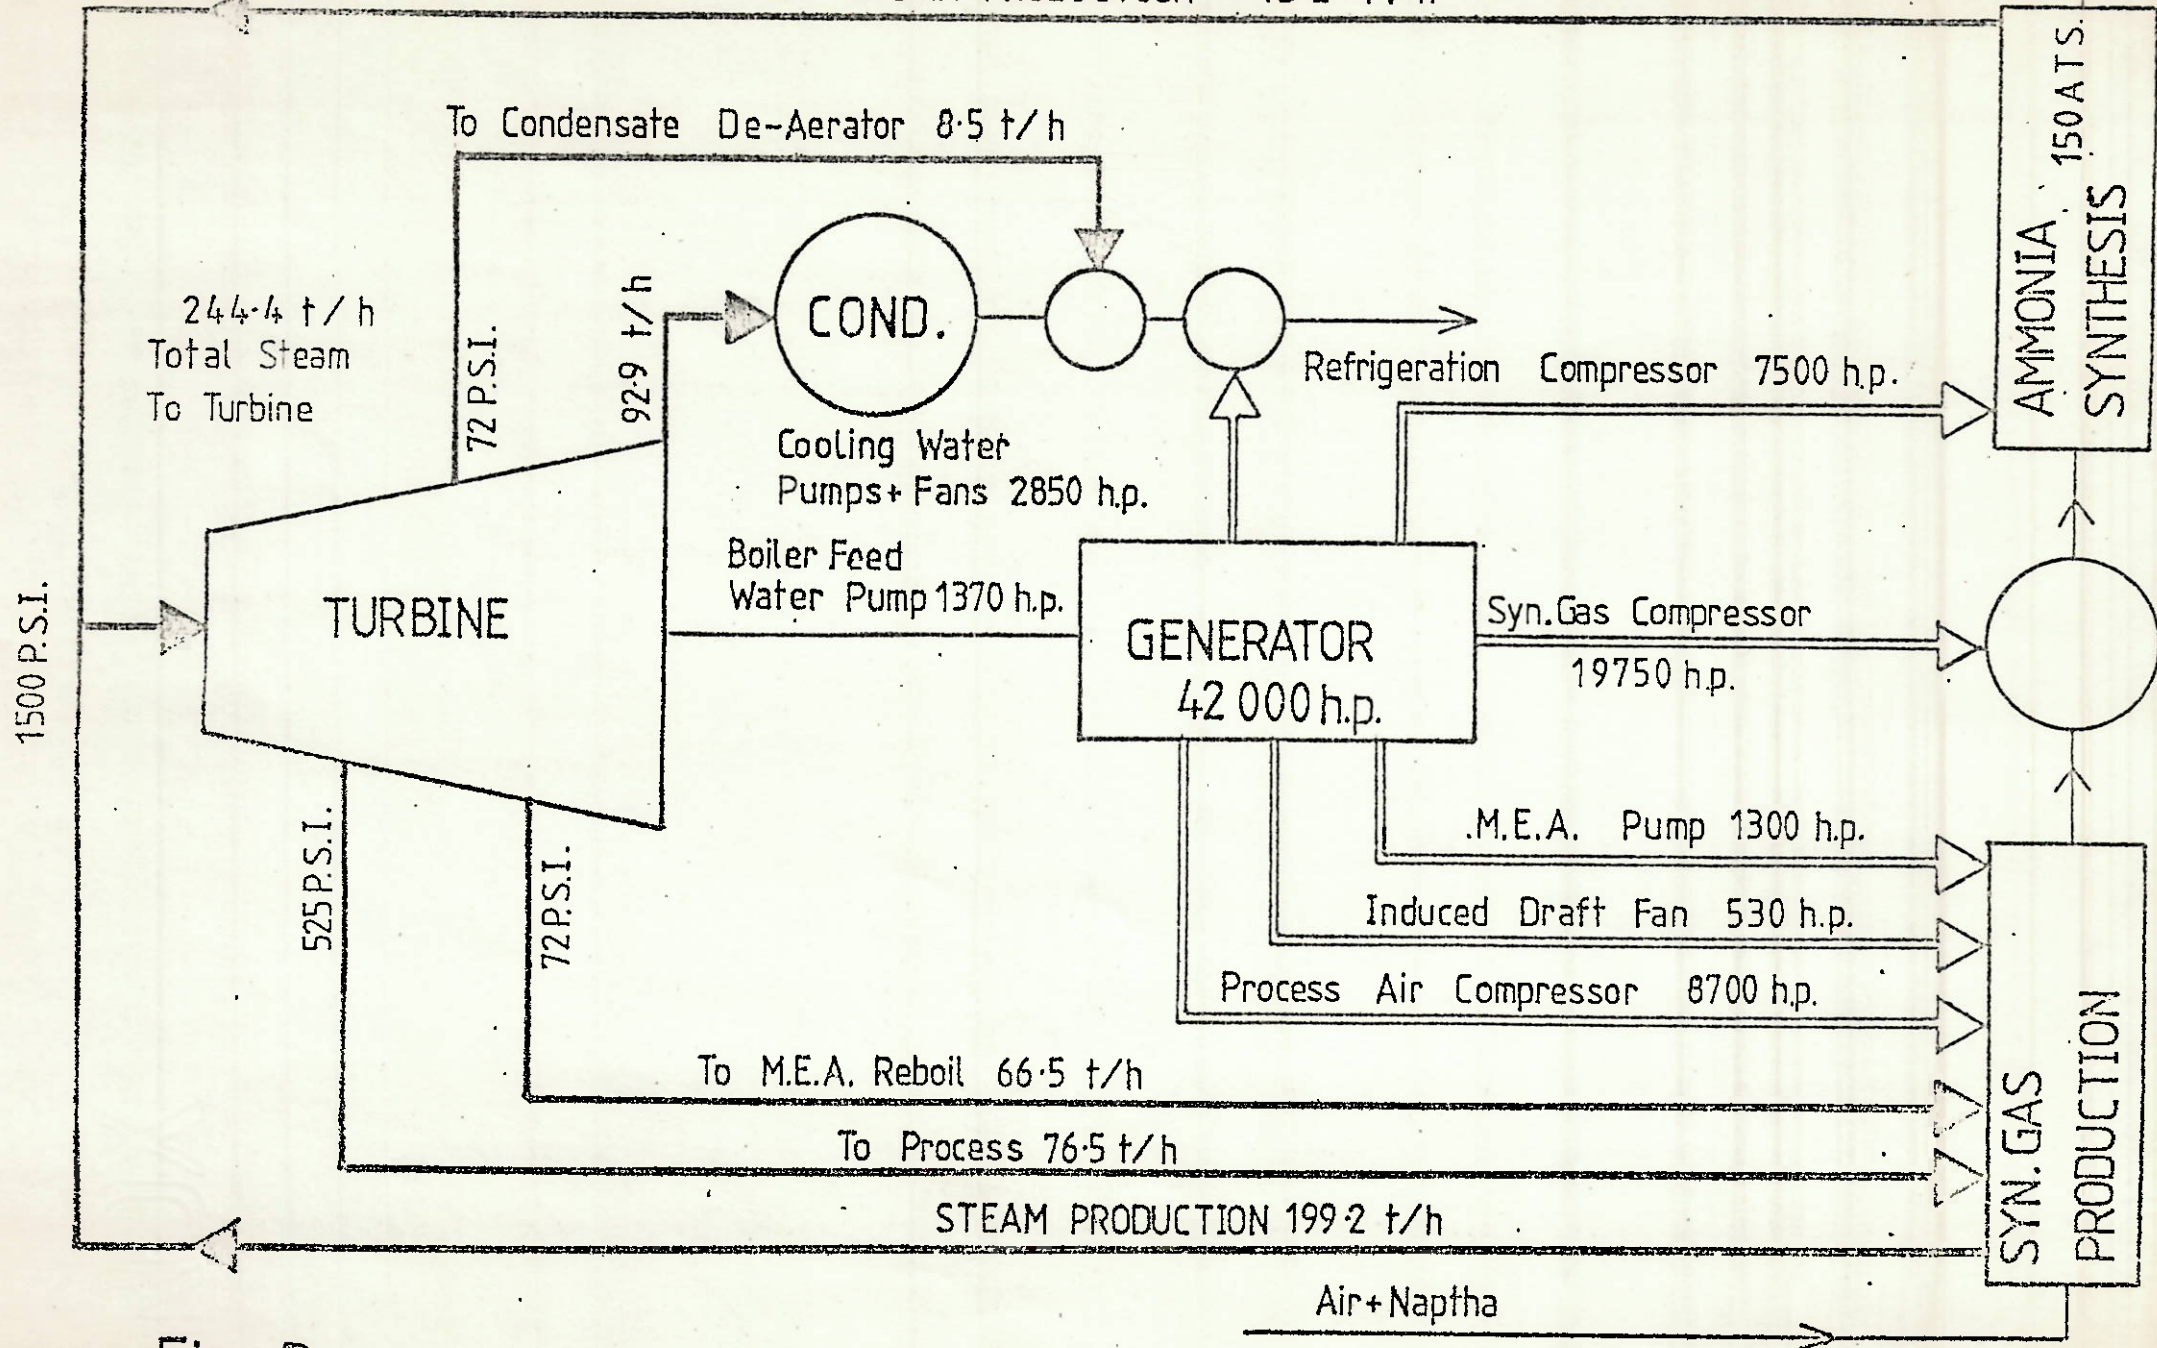 To Condensate De-Aerator 8·5 t/h
150 ATS.
AMMONIA
SYNTHESIS
244·4 t/h
Total Steam
To Turbine
72 P.S.I.
92·9 t/h
COND.
Refrigeration Compressor 7500 h.p.
Cooling Water
Pumps+ Fans 2850 h.p.
Boiler Feed
Water Pump 1370 h.p.
1500 P.S.I.
TURBINE
GENERATOR
42 000 h.p.
Syn.Gas Compressor
19750 h.p.
525 P.S.I.
72 P.S.I.
.M.E.A. Pump 1300 h.p.
Induced Draft Fan 530 h.p.
Process Air Compressor 8700 h.p.
To M.E.A. Reboil 66·5 t/h
To Process 76·5 t/h
STEAM PRODUCTION 199·2 t/h
SYN. GAS
PRODUCTION
Air+Naptha